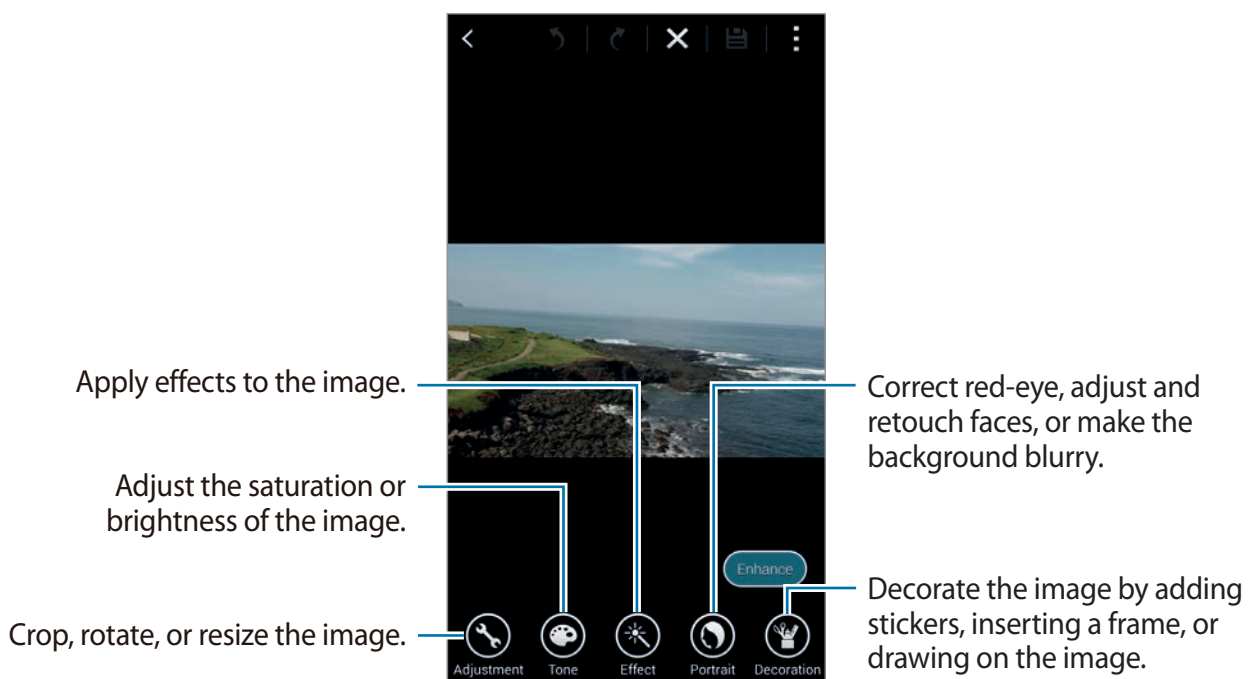 Apply effects to the image.
Adjust the saturation or
brightness of the image.
Crop, rotate, or resize the image.
Correct red-eye, adjust and
retouch faces, or make the
background blurry.
Enhance
Decorate the image by adding
stickers, inserting a frame, or
drawing on the image.
Adjustment
Tone
Effect
Portrait
Decoration